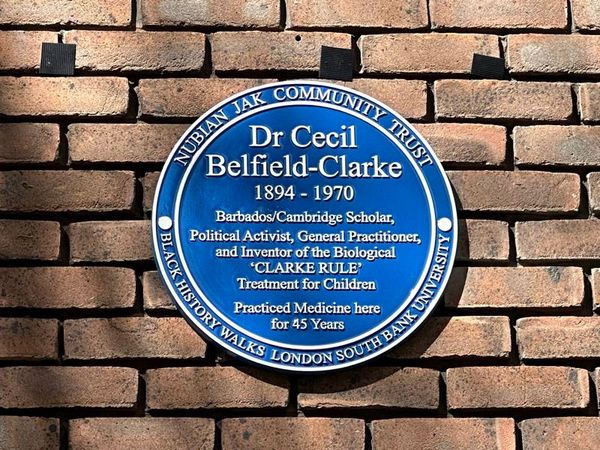 NUBIAN JAK COMMUNITY TRUST
Dr Cecil
Belfield-Clarke
1894 - 1970
Barbados/Cambridge Scholar,
Political Activist, General Practitioner,
and Inventor of the Biological
‘CLARKE RULE’
Treatment for Children
Practiced Medicine here
for 45 Years
BLACK HISTORY WALKS LONDON SOUTH BANK UNIVERSITY